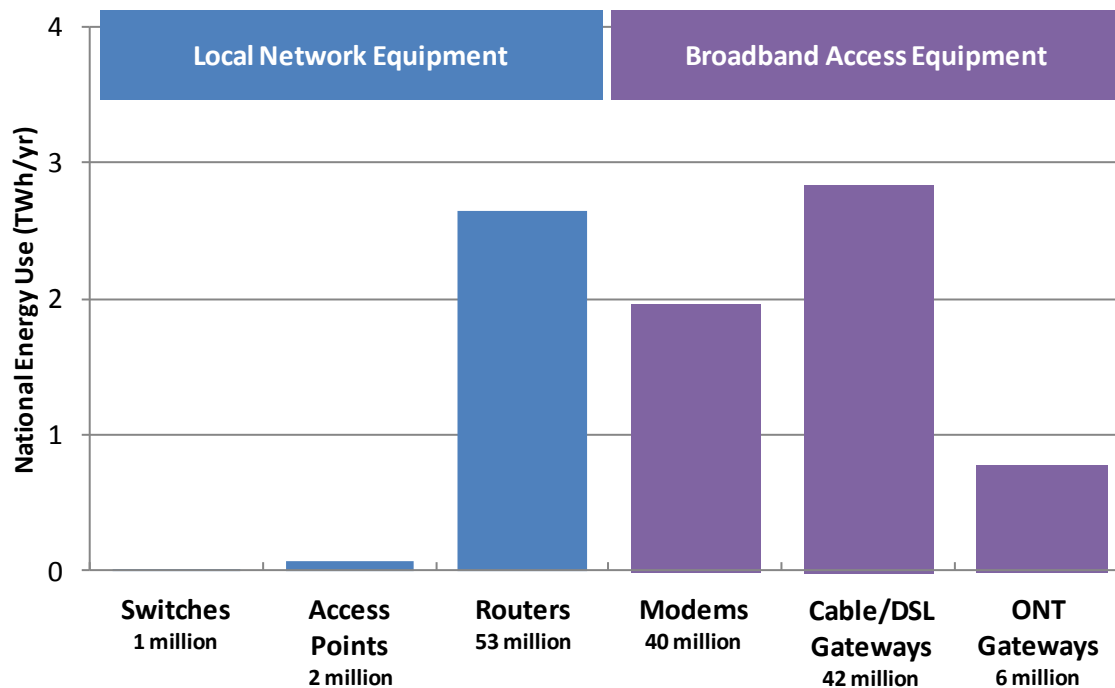 Local Network Equipment
Broadband Access Equipment
National Energy Use (TWh/yr)
4
3
2
1
0
Switches
1 million
Access
Points
2 million
Routers
53 million
Modems
40 million
Cable/DSL
Gateways
42 million
ONT
Gateways
6 million